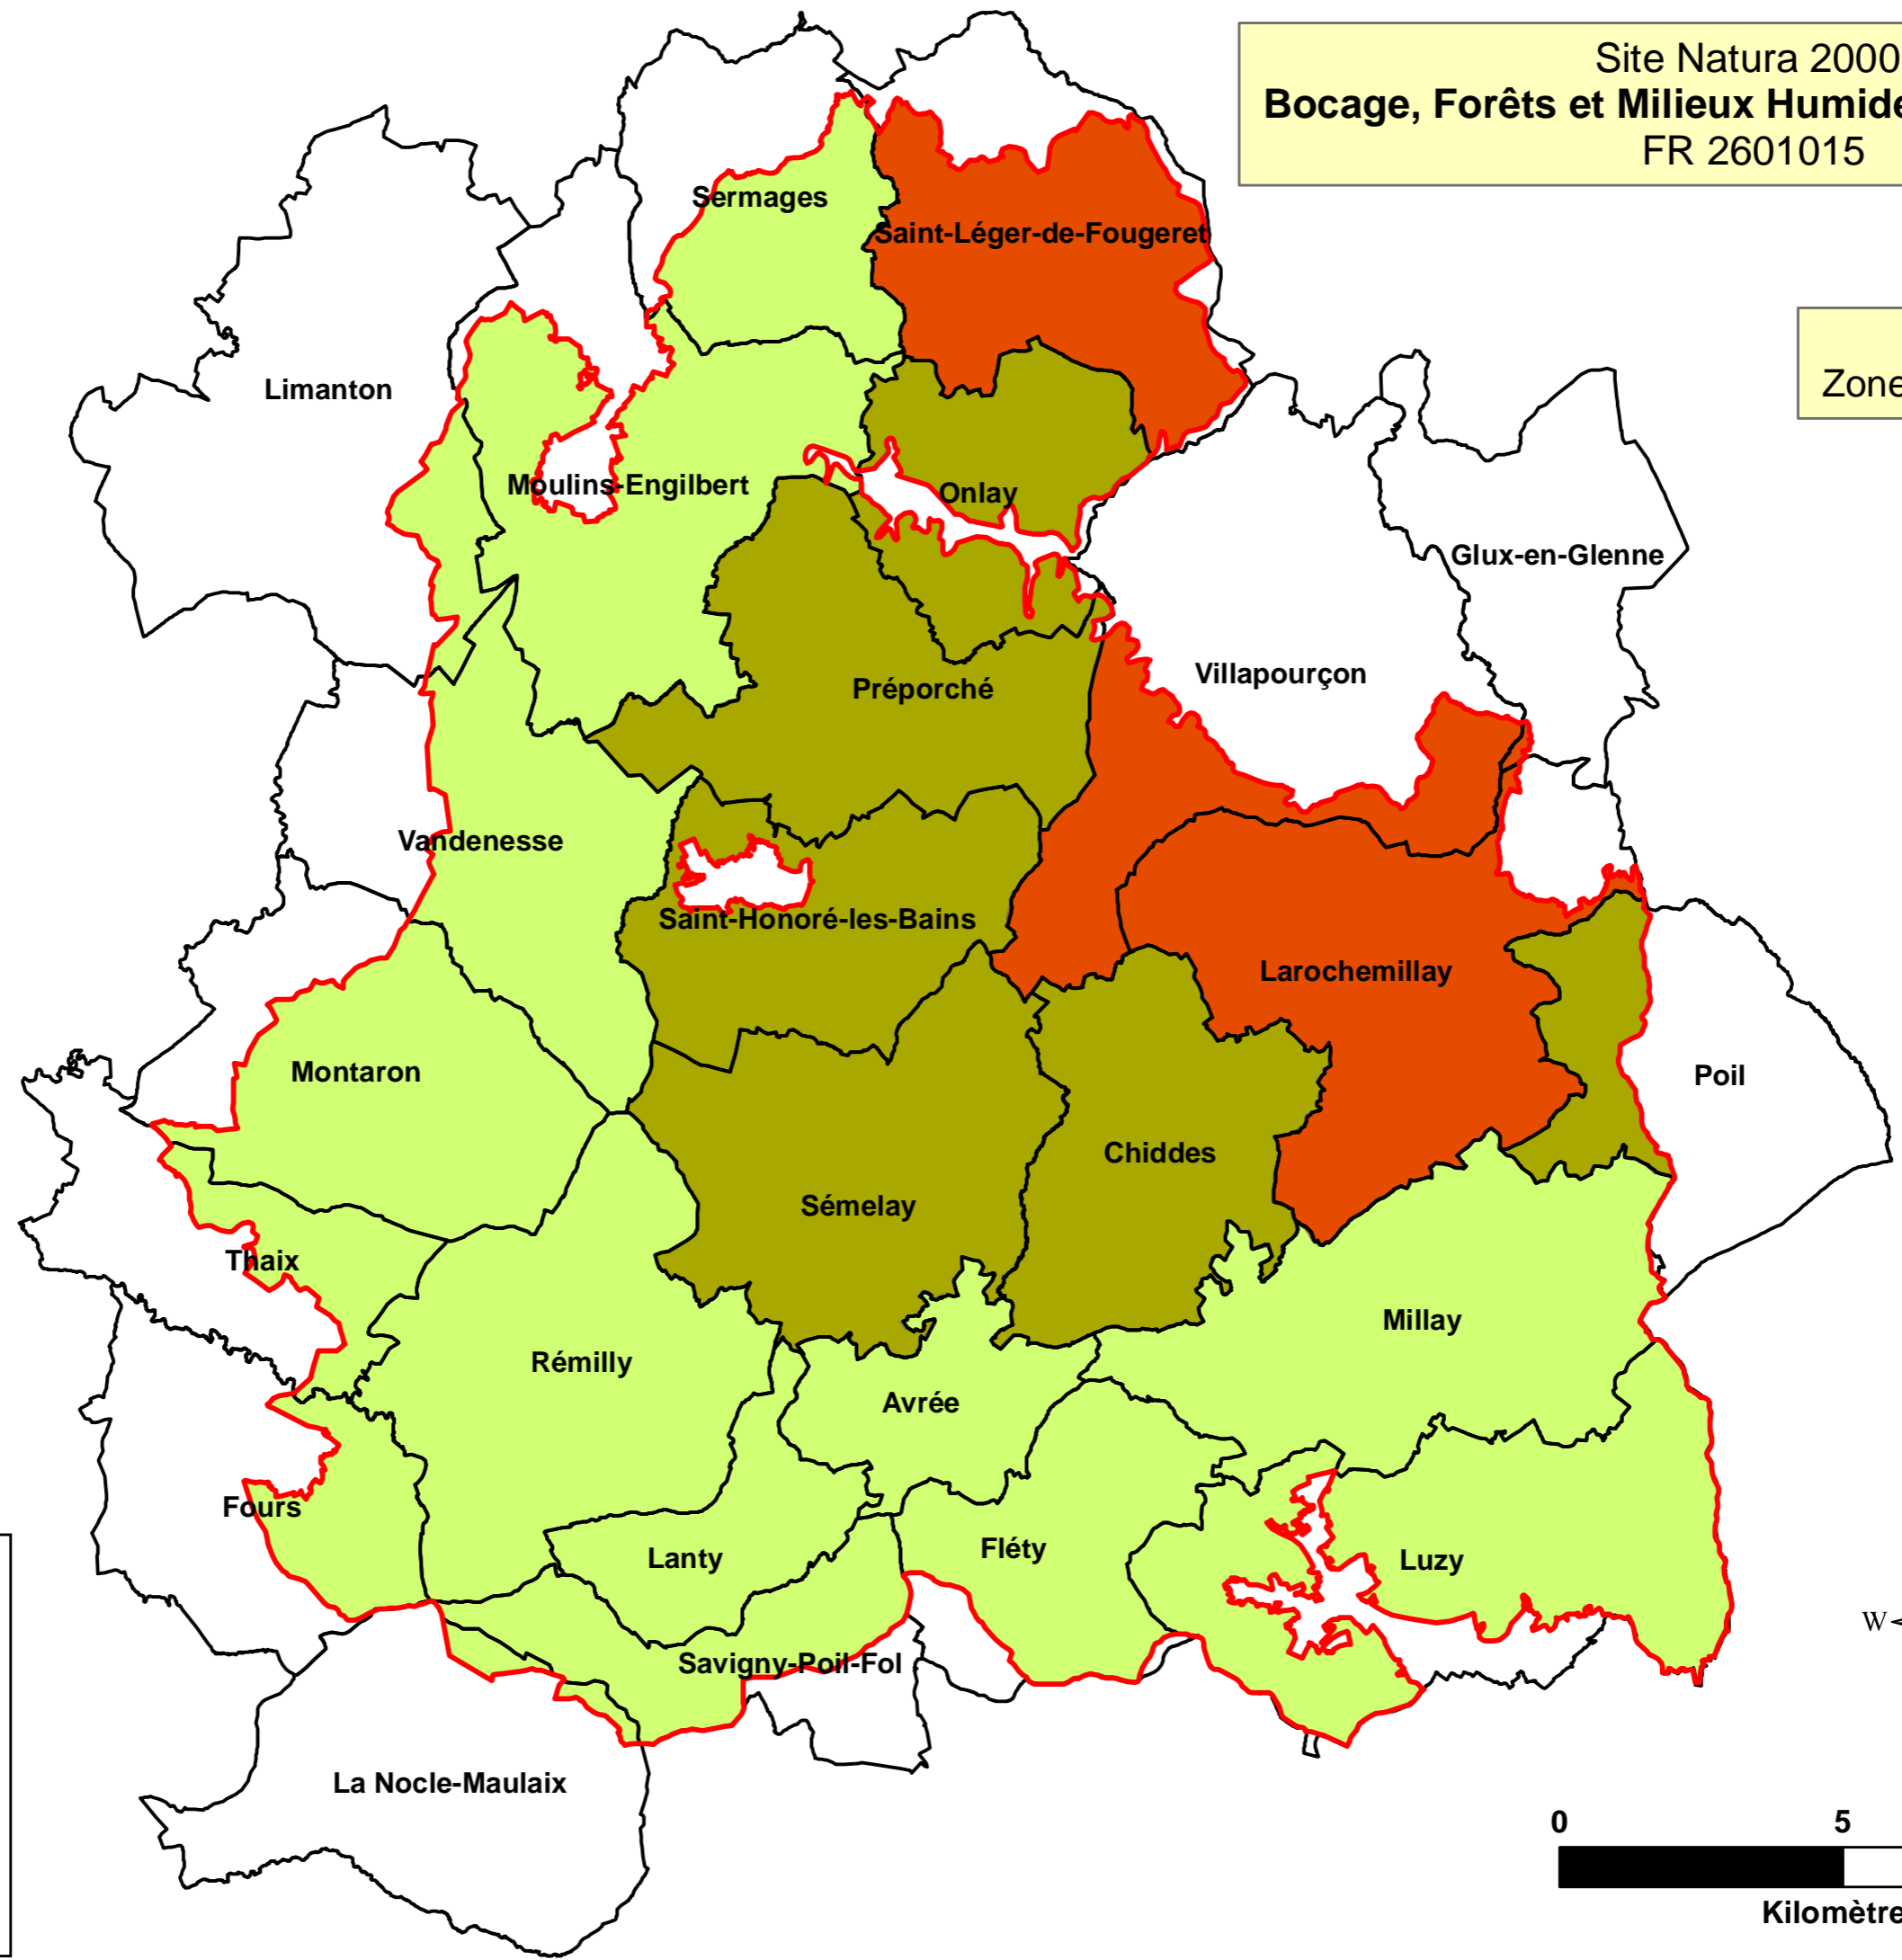 Site Natura 2000
Bocage, Forêts et Milieux Humide
FR 2601015
Zone
Sermages
Saint-Léger-de-Fougeret
Limanton
Moulins-Engilbert
Onlay
Glux-en-Glenne
Villapourçon
Préporché
Vandenesse
Saint-Honoré-les-Bains
Larochemillay
Montaron
Poil
Chiddes
Sémelay
Thaix
Millay
Rémilly
Avrée
Fours
Lanty
Fléty
Luzy
W
Savigny-Poil-Fol
La Nocle-Maulaix
0 5
Kilomètre